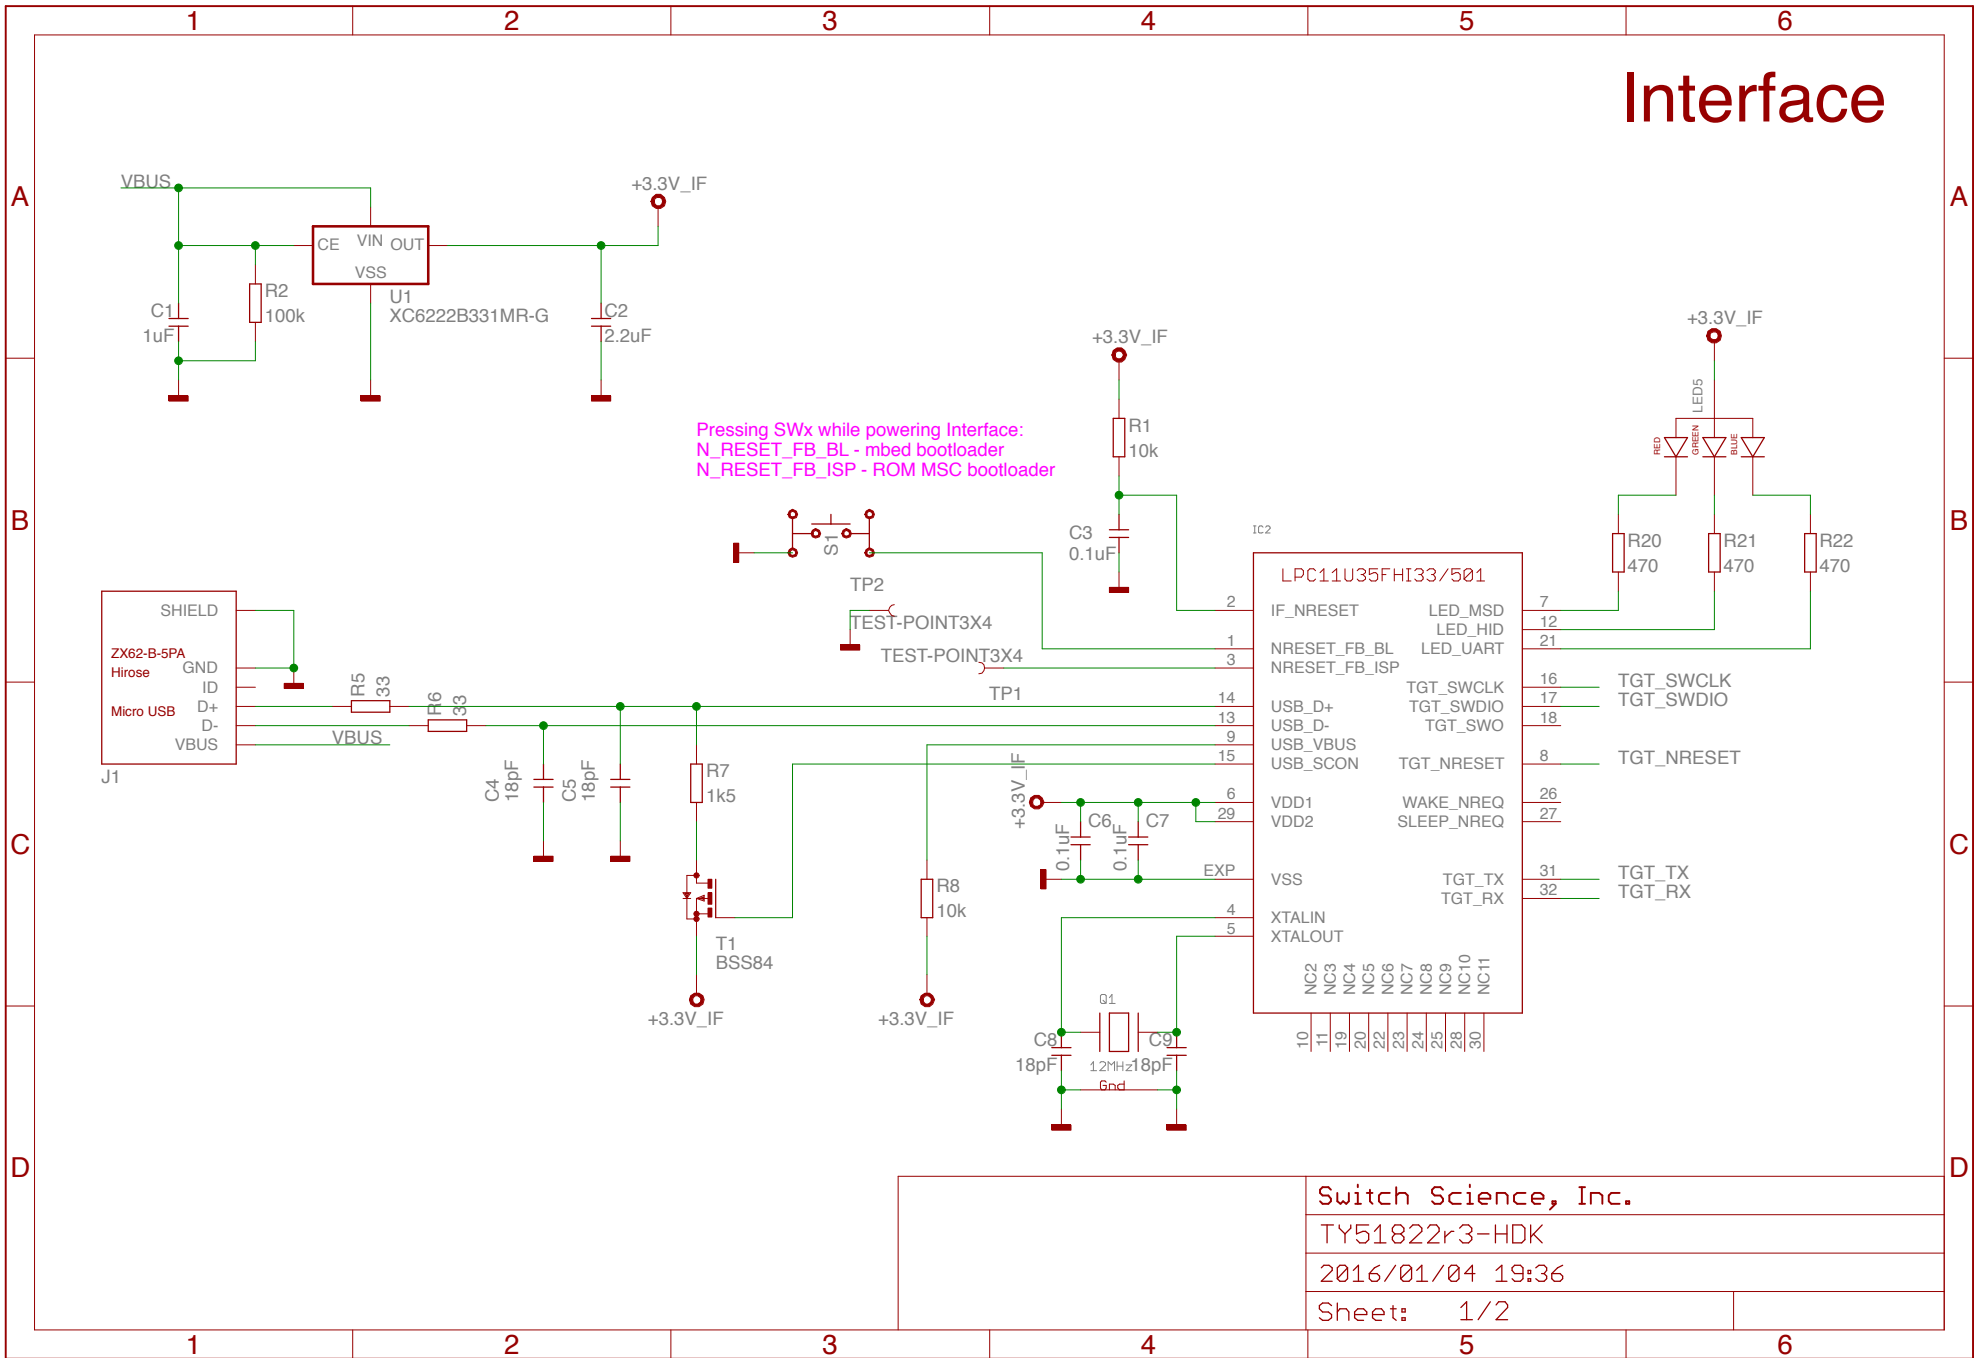 1 2 3 4 5 6
Interface
A A
VBUS
+3.3V_IF
CE VIN OUT
VSS
U1
XC6222B331MR-G
R2
100k
C1
1uF
C2
2.2uF
+3.3V_IF
+3.3V_IF
LED5
RED
GREEN
BLUE
Pressing SWx while powering Interface:
N_RESET_FB_BL - mbed bootloader
N_RESET_FB_ISP - ROM MSC bootloader
R1
10k
B B
S1
C3
0.1uF
R20
470
R21
470
R22
470
IC2
LPC11U35FHI33/501
TP2
TEST-POINT3X4
TEST-POINT3X4
TP1
2 IF_NRESET
1 NRESET_FB_BL
3 NRESET_FB_ISP
14 USB_D+
13 USB_D-
9 USB_VBUS
15 USB_SCON
6 VDD1
29 VDD2
EXP VSS
4 XTALIN
5 XTALOUT
LED_MSD 7
LED_HID 12
LED_UART 21
TGT_SWCLK 16 TGT_SWCLK
TGT_SWDIO 17 TGT_SWDIO
TGT_SWO 18
TGT_NRESET 8 TGT_NRESET
WAKE_NREQ 26
SLEEP_NREQ 27
TGT_TX 31 TGT_TX
TGT_RX 32 TGT_RX
NC2 NC3 NC4 NC5 NC6 NC7 NC8 NC9 NC10 NC11
10 11 19 20 22 23 24 25 28 30
SHIELD
ZX62-B-5PA
Hirose
GND
ID
Micro USB
D+
D-
VBUS
J1
VBUS
R5
33
R6
33
C4
18pF
C5
18pF
R7
1k5
T1
BSS84
+3.3V_IF
R8
10k
+3.3V_IF
+3.3V_IF
C6
0.1uF
C7
0.1uF
C C
Q1
12MHz
Gnd
C8
18pF
C9
18pF
D D
Switch Science, Inc.
TY51822r3-HDK
2016/01/04 19:36
Sheet: 1/2
1 2 3 4 5 6